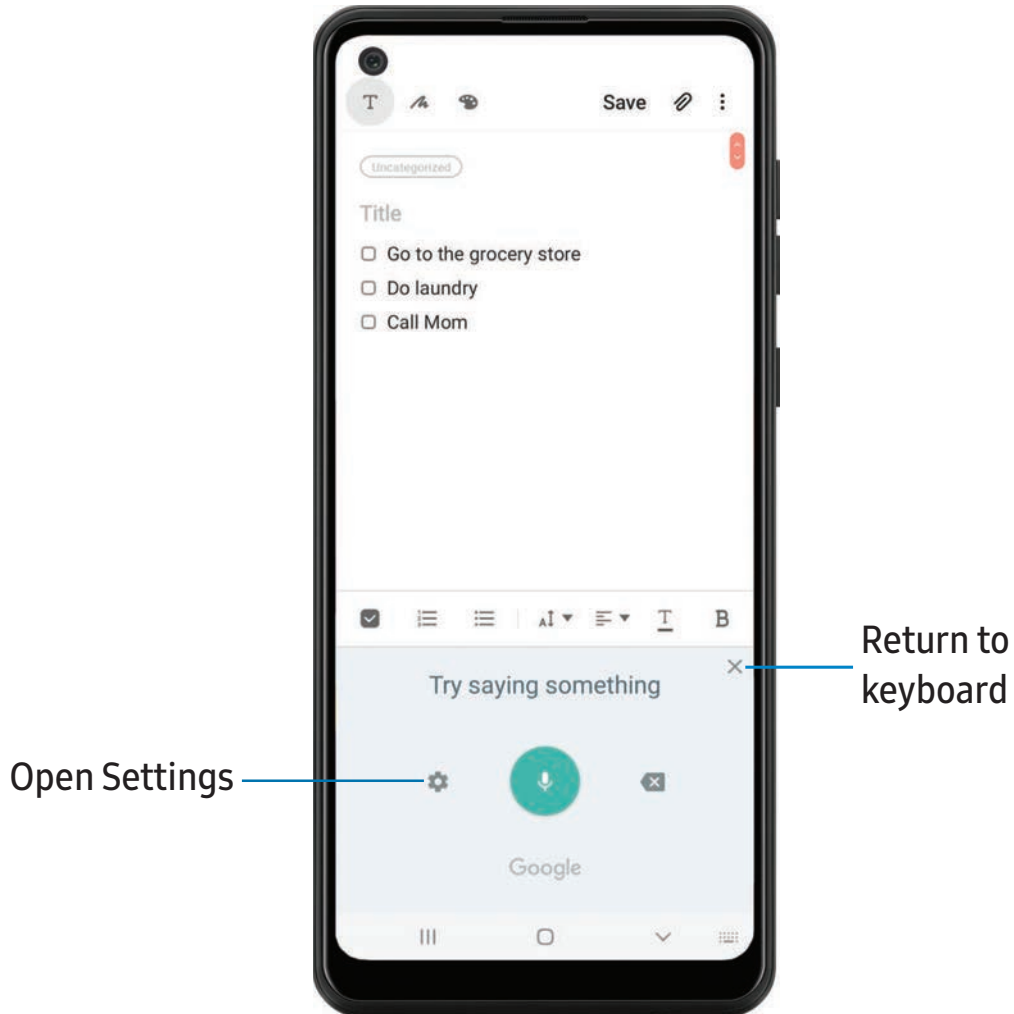 T
Save
Uncategorized
Title
Go to the grocery store
Do laundry
Call Mom
T
B
Try saying something
Return to
keyboard
Open Settings
Google